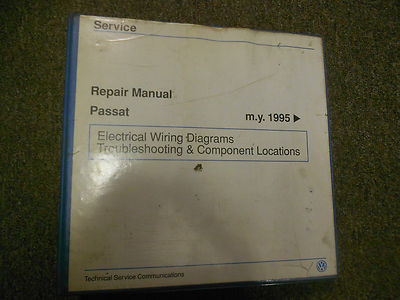 Service
Repair Manual
Passat
m.y. 1995 ►
Electrical Wiring Diagrams
Troubleshooting & Component Locations
Technical Service Communications